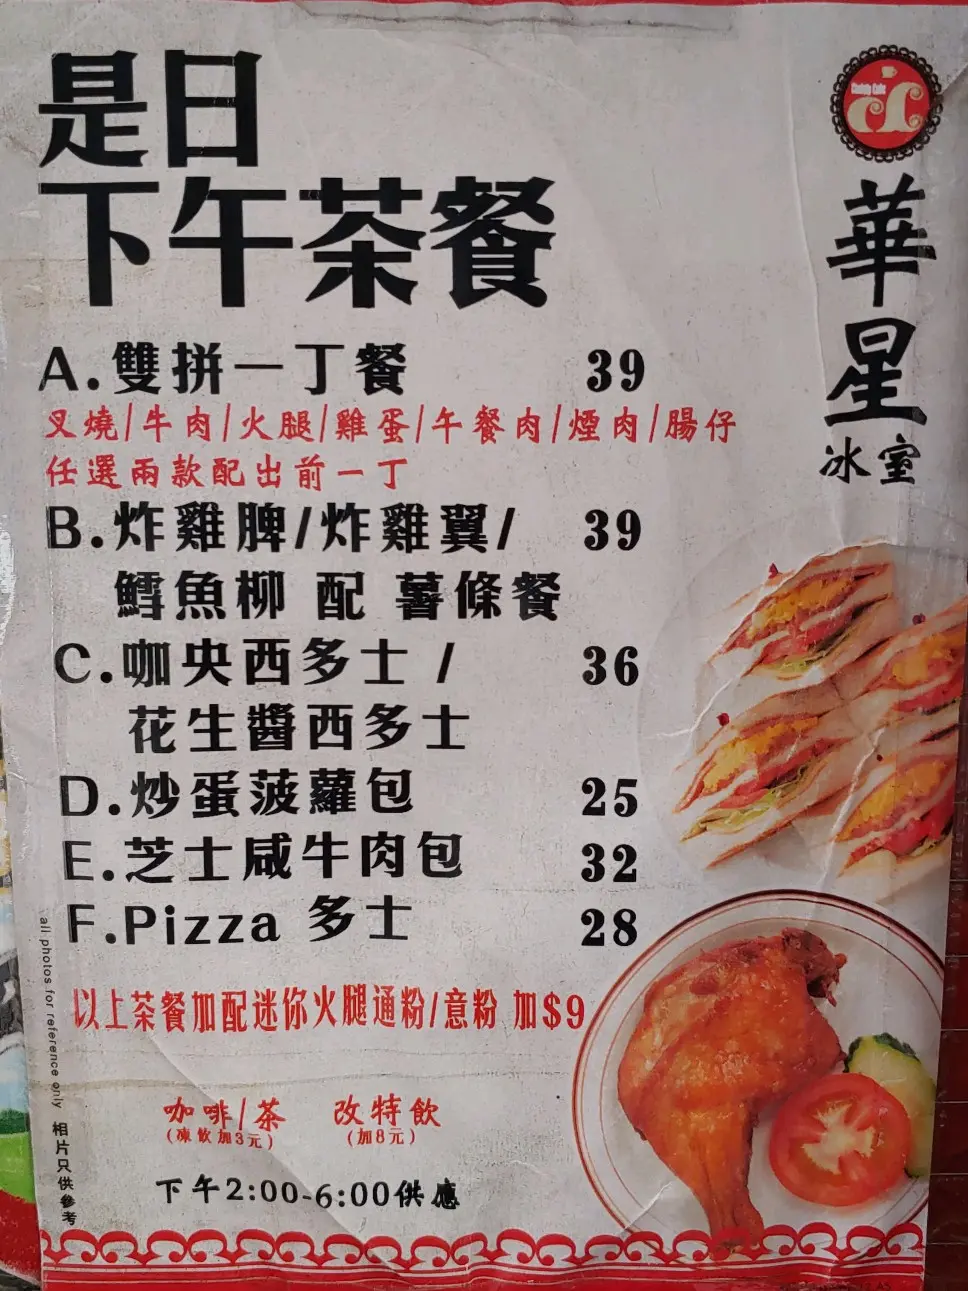 是日
下午茶餐
華星
冰室
A.雙拼一丁餐 39
叉燒/牛肉/火腿/雞蛋/午餐肉/煙肉/腸仔
任選兩款配出前一丁
B.炸雞脾/炸雞翼/ 39
鱈魚柳 配 薯條餐
C.咖央西多士 / 36
花生醬西多士
D.炒蛋菠蘿包 25
E.芝士咸牛肉包 32
F.Pizza 多士 28
以上茶餐加配迷你火腿通粉/意粉 加$9
咖啡/茶 改特飲
(凍飲加3元) (加8元)
下午2:00-6:00供應
all photos for reference only 相片只供參考